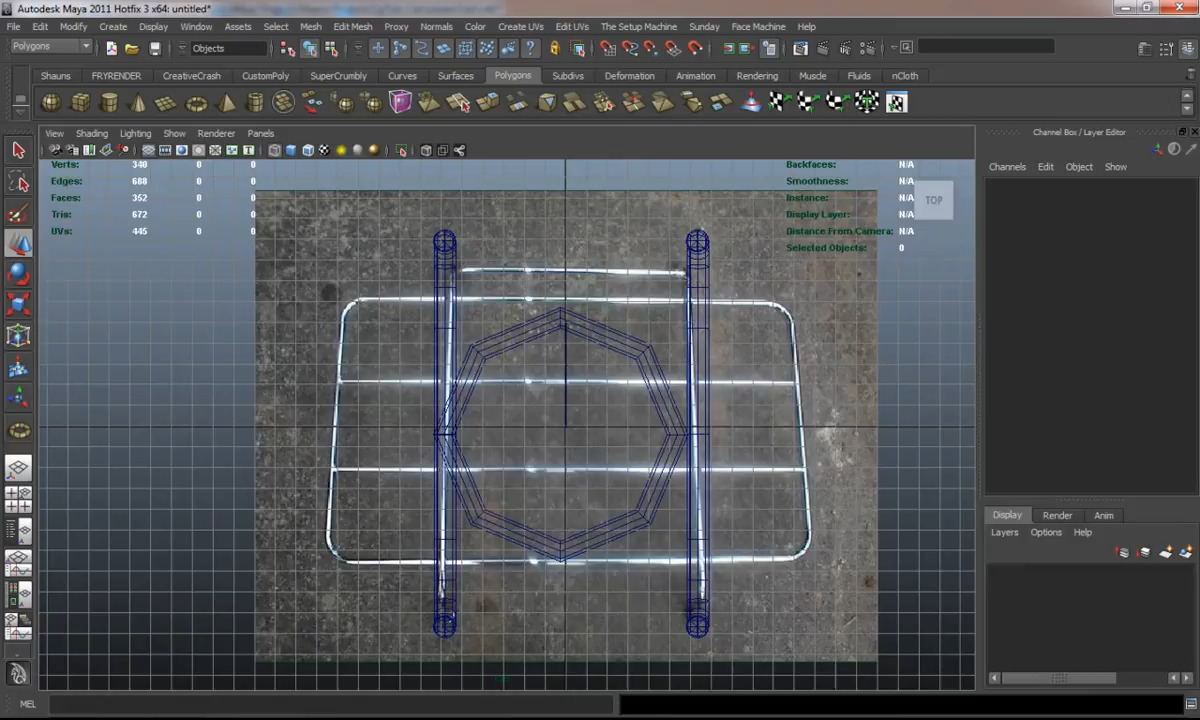 Autodesk Maya 2011 Hotfix 3 x64: untitled*
File Edit Modify Create Display Window Assets Select Mesh Edit Mesh Proxy Normals Color Create UVs Edit UVs The Setup Machine Sunday Face Machine Help
Polygons Objects
Shauns FRYRENDER CreativeCrash CustomPoly SuperCrumbly Curves Surfaces Polygons Subdivs Deformation Animation Rendering Muscle Fluids nCloth
View Shading Lighting Show Renderer Panels
Channel Box / Layer Editor
Channels Edit Object Show
Verts: 340 0 0
Edges: 688 0 0
Faces: 352 0 0
Tris: 672 0 0
UVs: 445 0 0
Backfaces: N/A
Smoothness: N/A
Instance: N/A
Display Layer: N/A
Distance From Camera: N/A
Selected Objects: 0
TOP
Display Render Anim
Layers Options Help
MEL